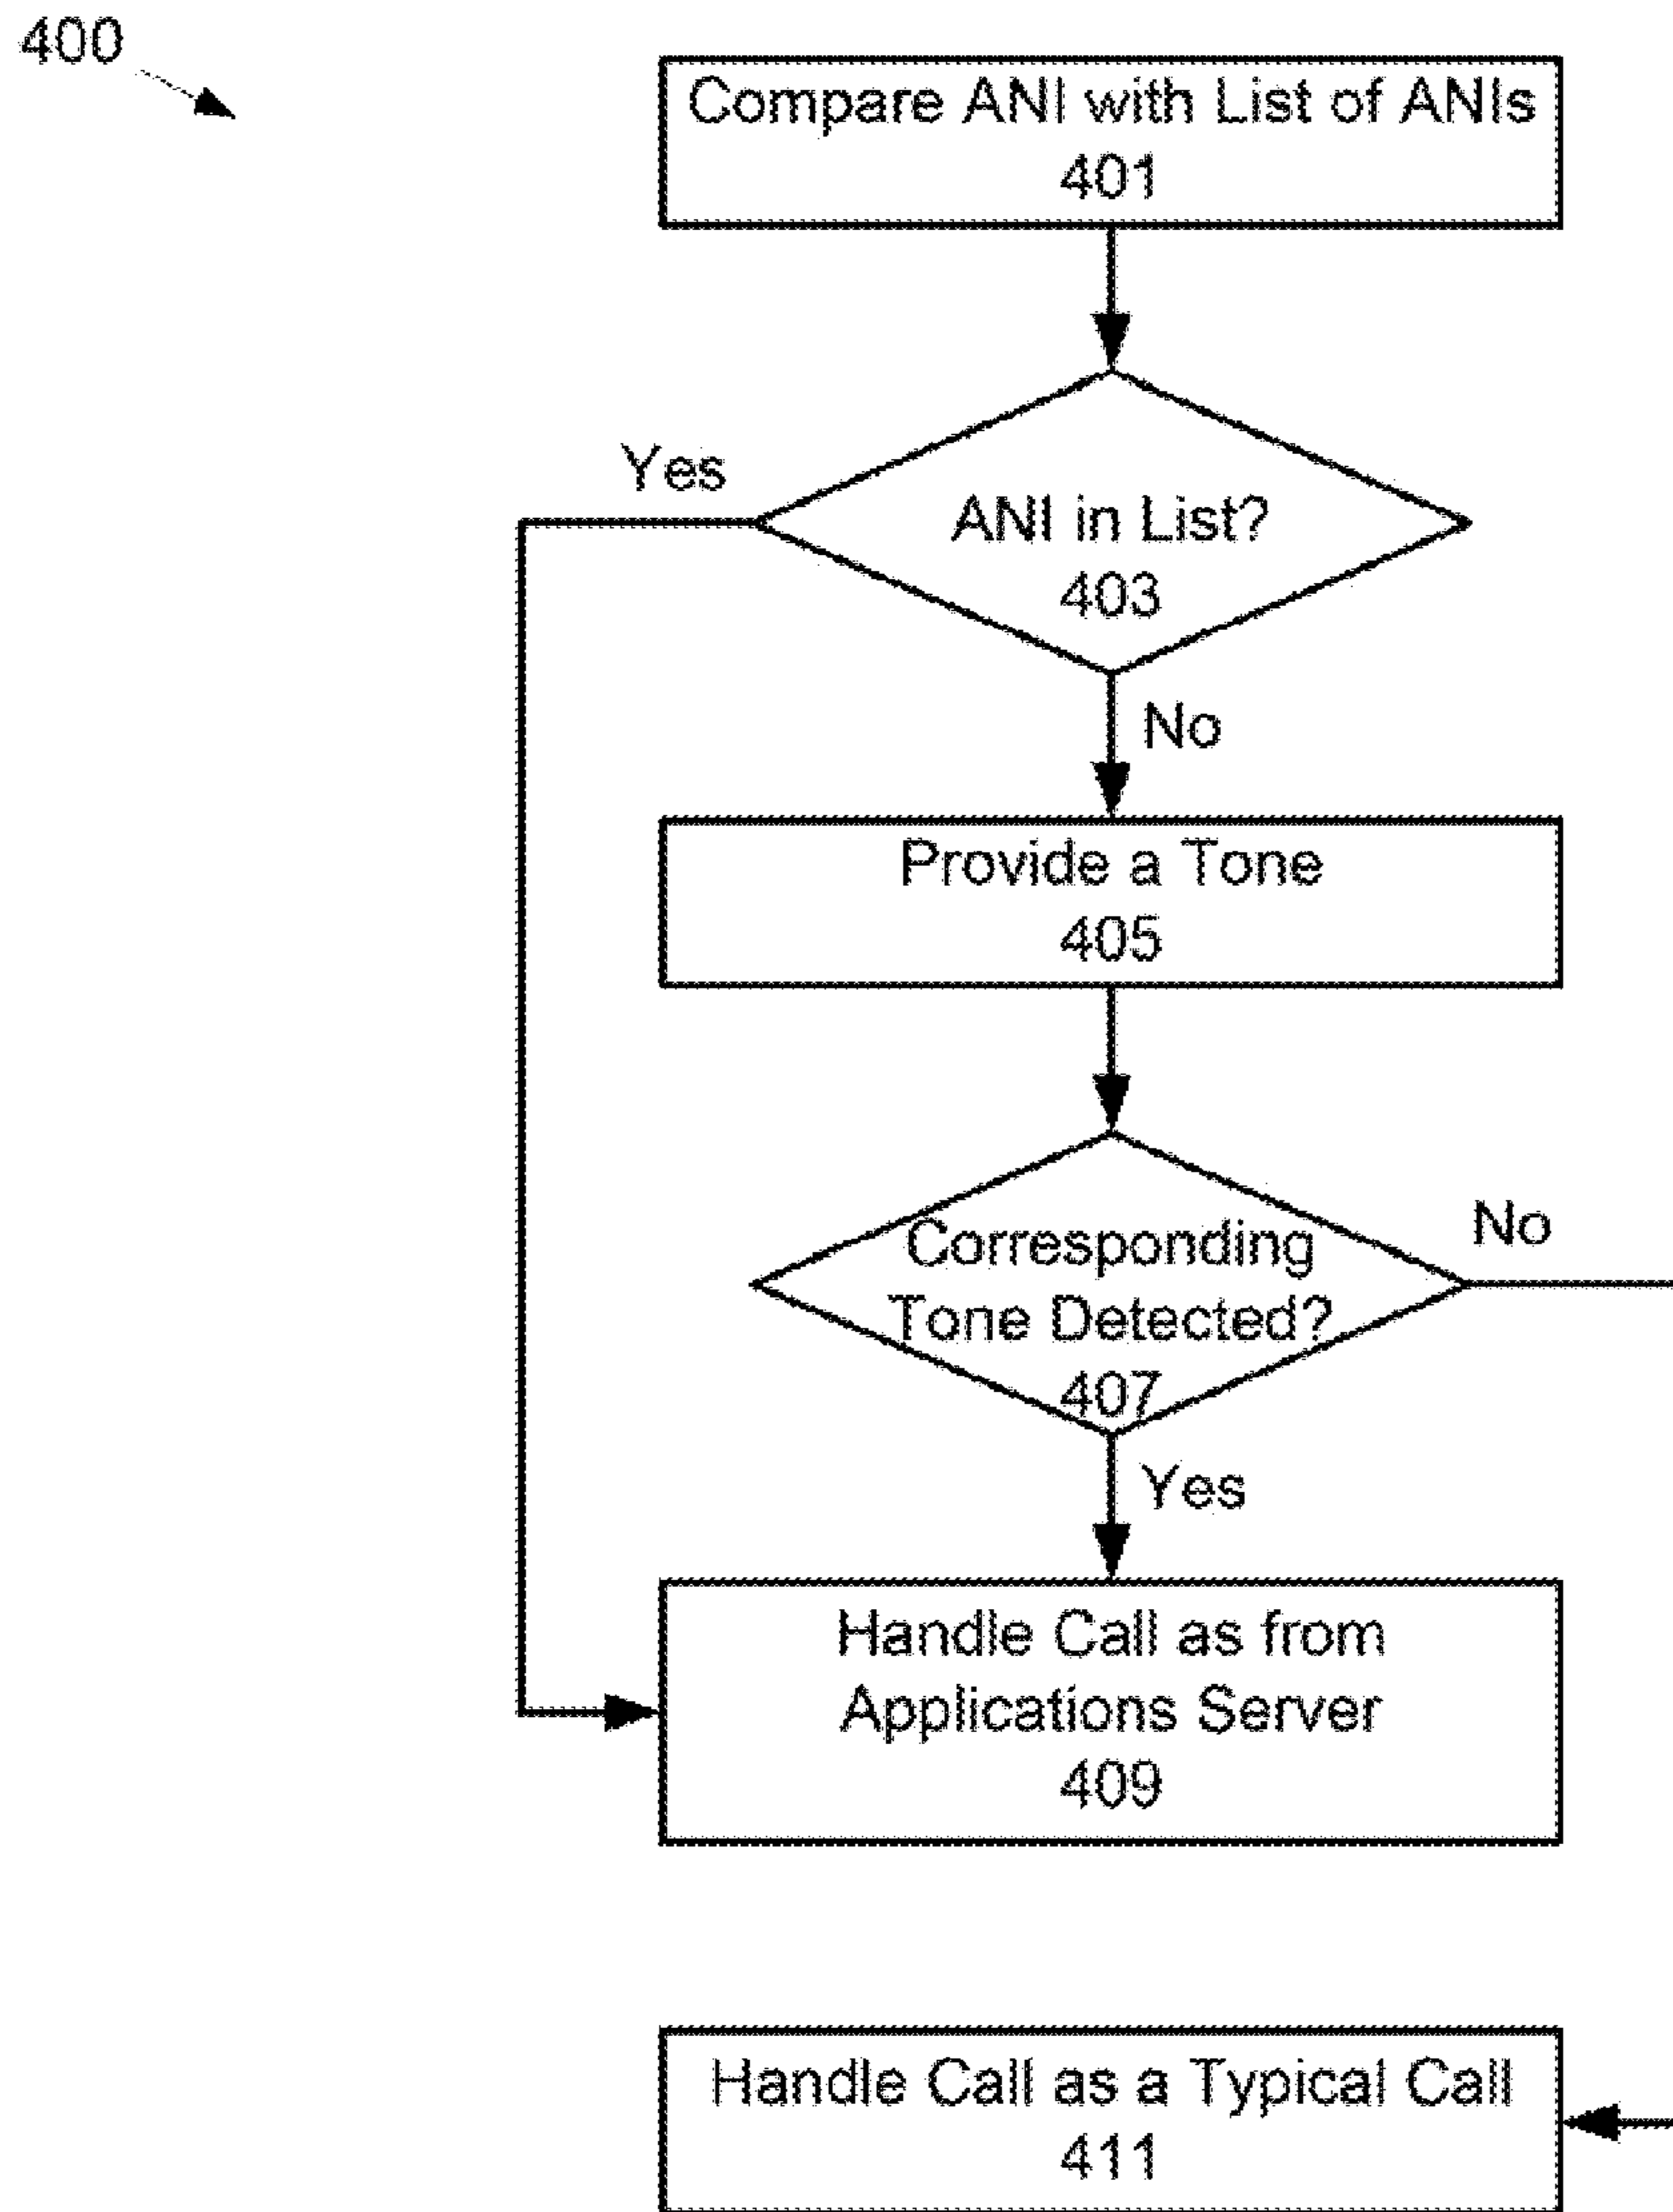 400
Compare ANI with List of ANIs
401
Yes
ANI in List?
403
No
Provide a Tone
405
Corresponding
Tone Detected?
407
No
Yes
Handle Call as from
Applications Server
409
Handle Call as a Typical Call
411